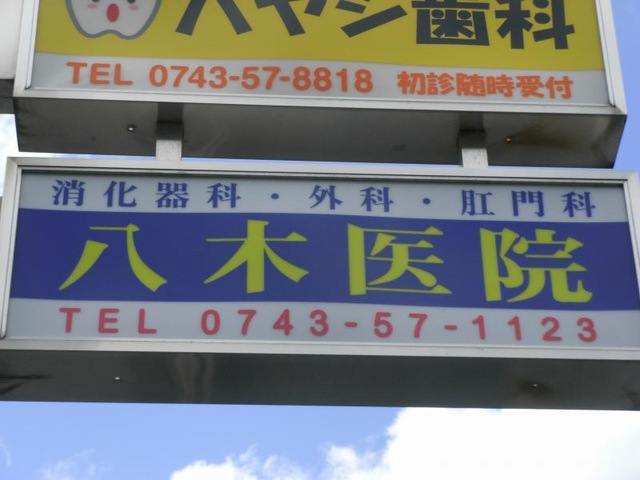 ハヤシ歯科
TEL 0743-57-8818 初診随時受付
消化器科・外科・肛門科
八木医院
TEL 0743-57-1123